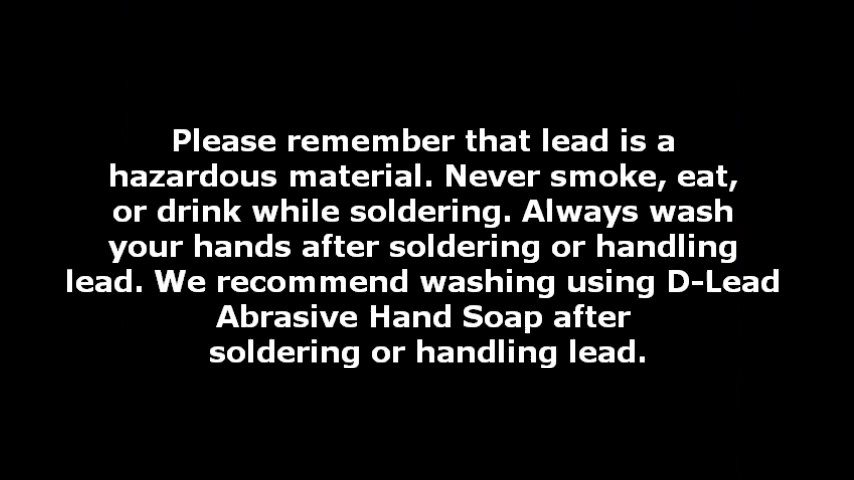 Please remember that lead is a
hazardous material. Never smoke, eat,
or drink while soldering. Always wash
your hands after soldering or handling
lead. We recommend washing using D-Lead
Abrasive Hand Soap after
soldering or handling lead.